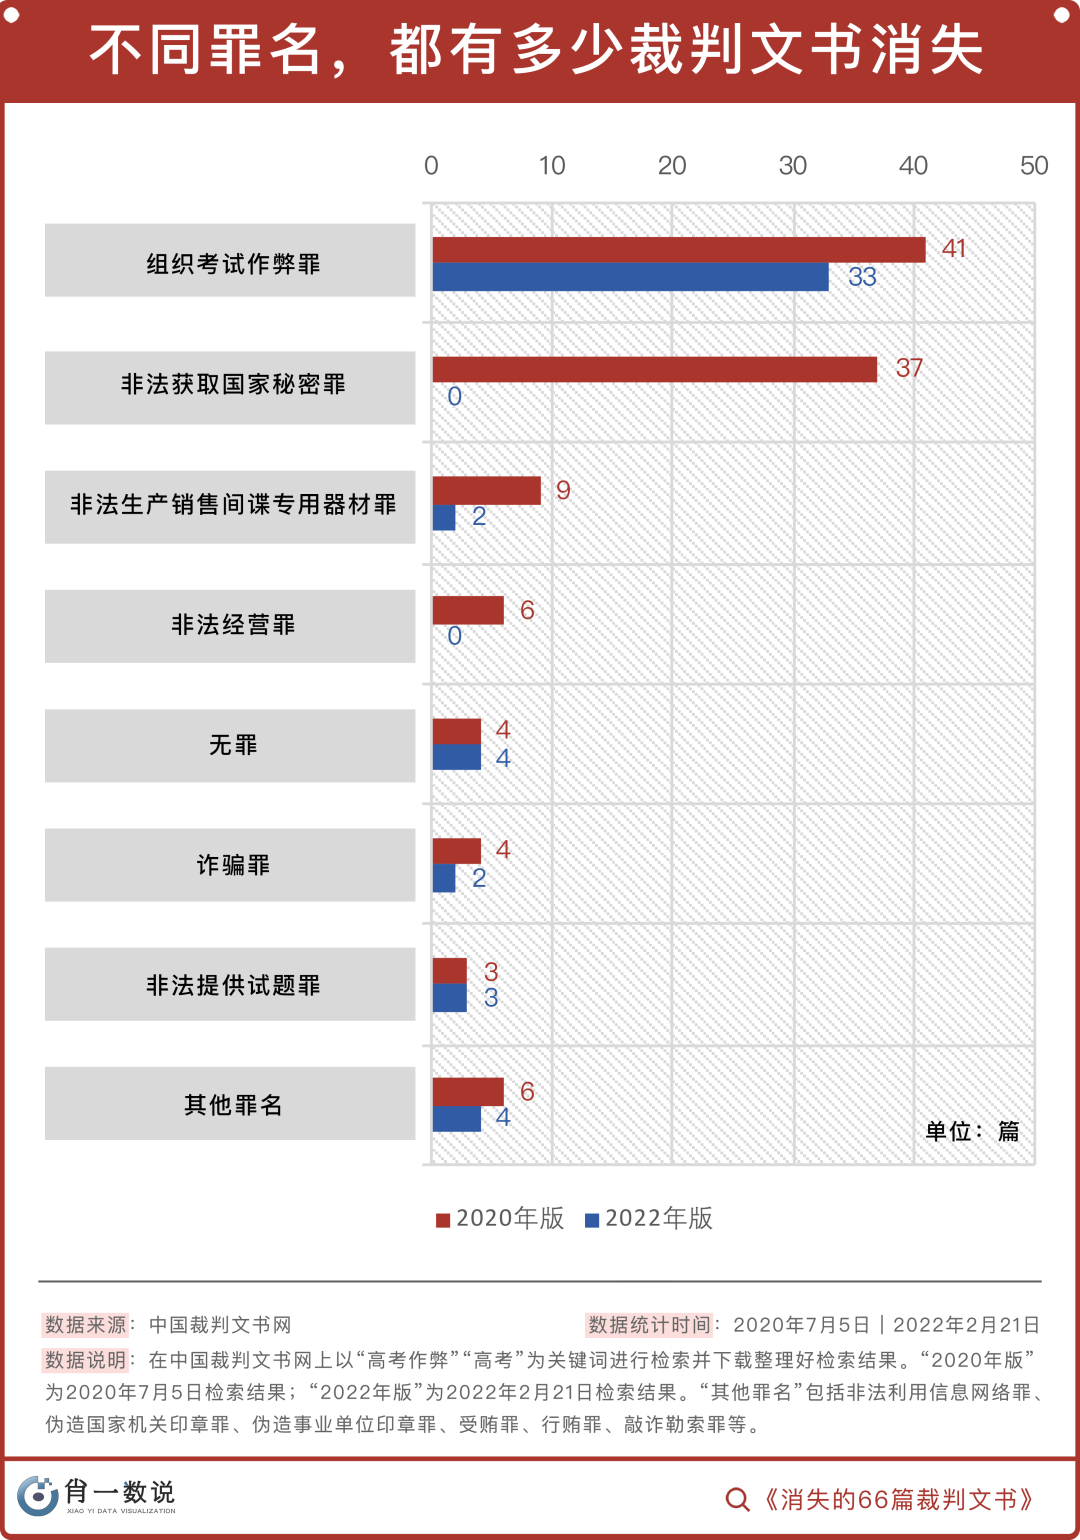 不同罪名，都有多少裁判文书消失
0 10 20 30 40 50
组织考试作弊罪 41
33
非法获取国家秘密罪 37
0
非法生产销售间谍专用器材罪 9
2
非法经营罪 6
0
无罪 4
4
诈骗罪 4
2
非法提供试题罪 3
3
其他罪名 6
4
单位：篇
2020年版 2022年版
数据来源：中国裁判文书网 数据统计时间：2020年7月5日｜2022年2月21日
数据说明：在中国裁判文书网上以“高考作弊”“高考”为关键词进行检索并下载整理好检索结果。“2020年版”
为2020年7月5日检索结果；“2022年版”为2022年2月21日检索结果。“其他罪名”包括非法利用信息网络罪、
伪造国家机关印章罪、伪造事业单位印章罪、受贿罪、行贿罪、敲诈勒索罪等。
肖一数说
XIAO YI DATA VISUALIZATION
《消失的66篇裁判文书》